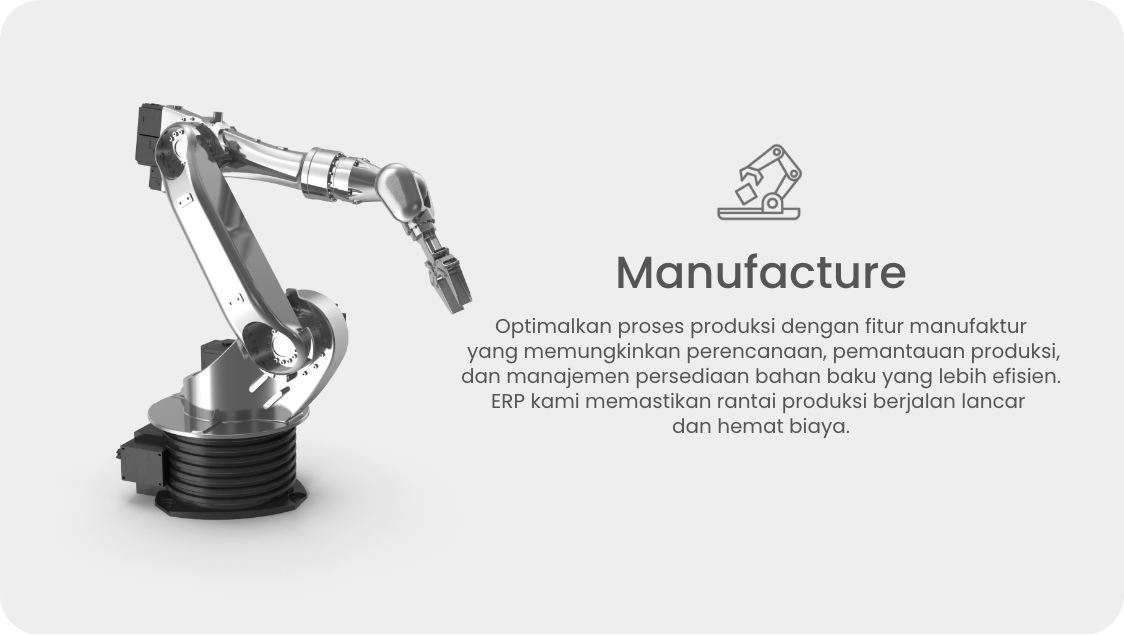 Manufacture
Optimalkan proses produksi dengan fitur manufaktur
yang memungkinkan perencanaan, pemantauan produksi,
dan manajemen persediaan bahan baku yang lebih efisien.
ERP kami memastikan rantai produksi berjalan lancar
dan hemat biaya.